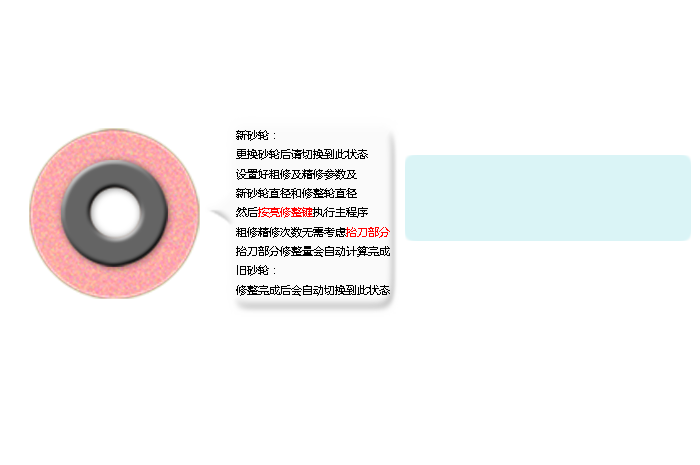 新砂轮：
更换砂轮后请切换到此状态
设置好粗修及精修参数及
新砂轮直径和修整轮直径
然后按亮修整键执行主程序
粗修精修次数无需考虑抬刀部分
抬刀部分修整量会自动计算完成
旧砂轮：
修整完成后会自动切换到此状态